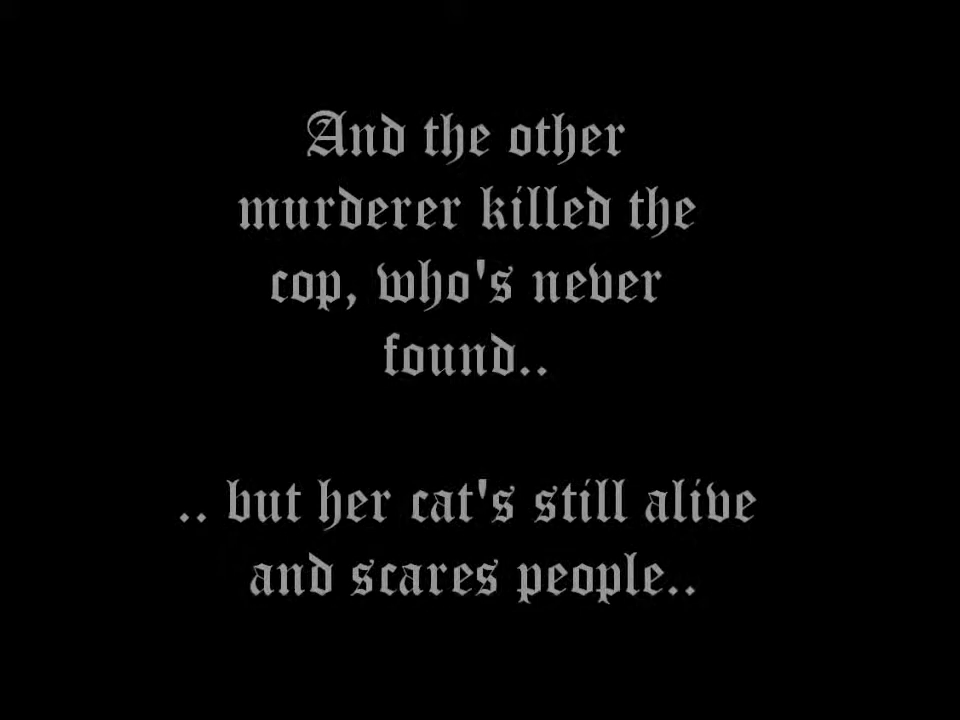 And the other
murderer killed the
cop, who's never
found..
.. but her cat's still alive
and scares people..